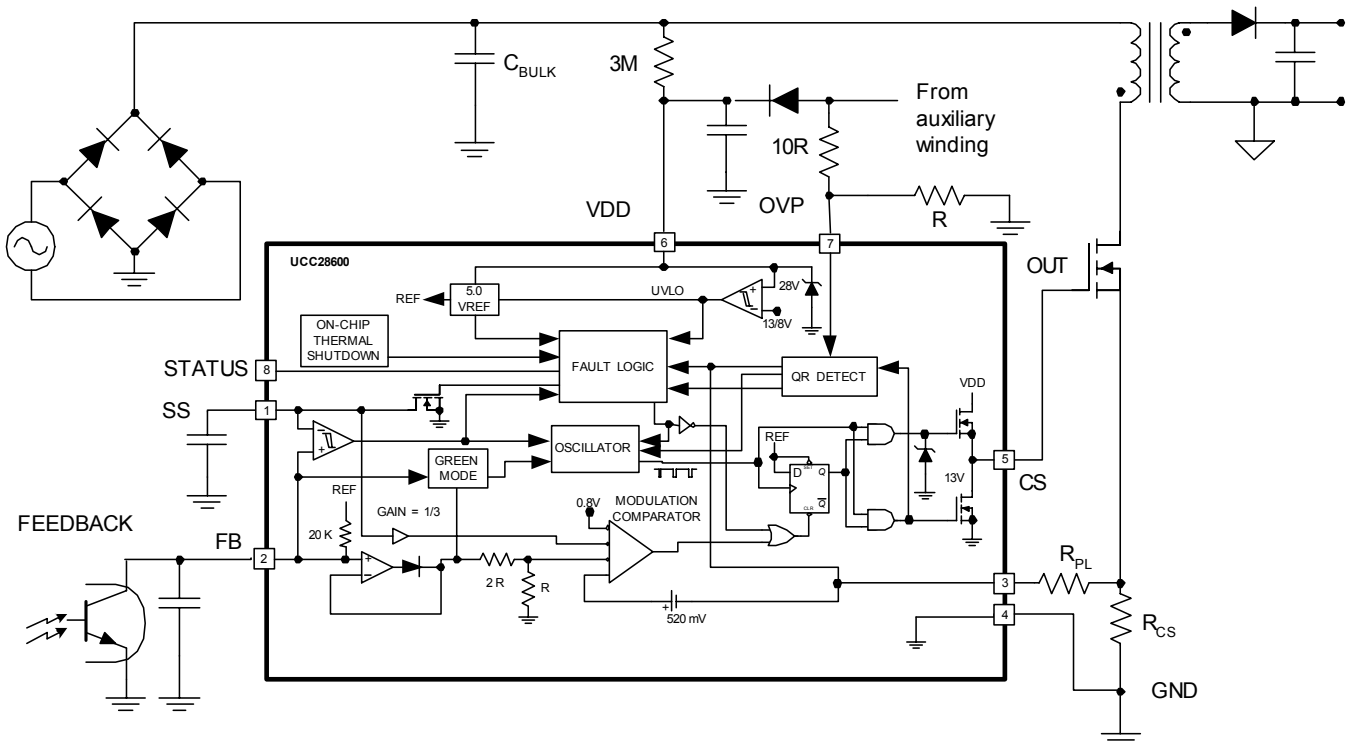 C BULK
3M
From
auxiliary
winding
10R
VDD
OVP
R
6
7
OUT
UCC28600
REF
5.0
VREF
UVLO
28V
13/8V
ON-CHIP
THERMAL
SHUTDOWN
FAULT LOGIC
QR DETECT
STATUS
8
VDD
SS
1
OSCILLATOR
REF
SET
D
Q
Q
CLR
5
13V
CS
GREEN
MODE
REF
GAIN = 1/3
0.8V
MODULATION
COMPARATOR
FEEDBACK
20 K
FB
2
+
−
2 R
R
+
520 mV
3
R PL
4
R CS
GND